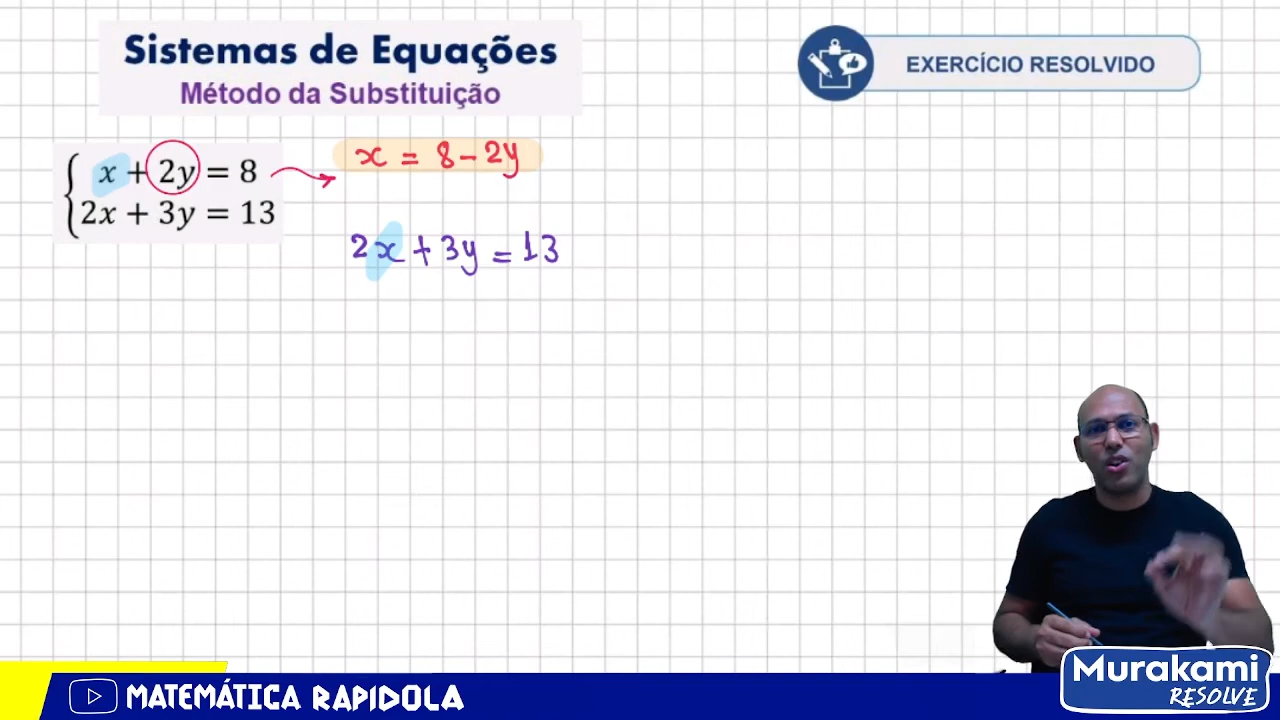 Sistemas de Equações
Método da Substituição
EXERCÍCIO RESOLVIDO
x + 2y = 8
2x + 3y = 13
x = 8 - 2y
2x + 3y = 13
MATEMÁTICA RAPIDOLA
Murakami
RESOLVE